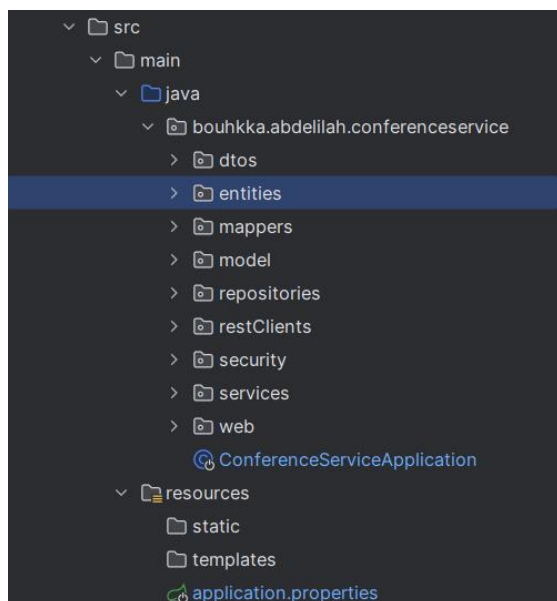 src
main
java
bouhkka.abdelilah.conferenceservice
dtos
entities
mappers
model
repositories
restClients
security
services
web
ConferenceServiceApplication
resources
static
templates
application.properties